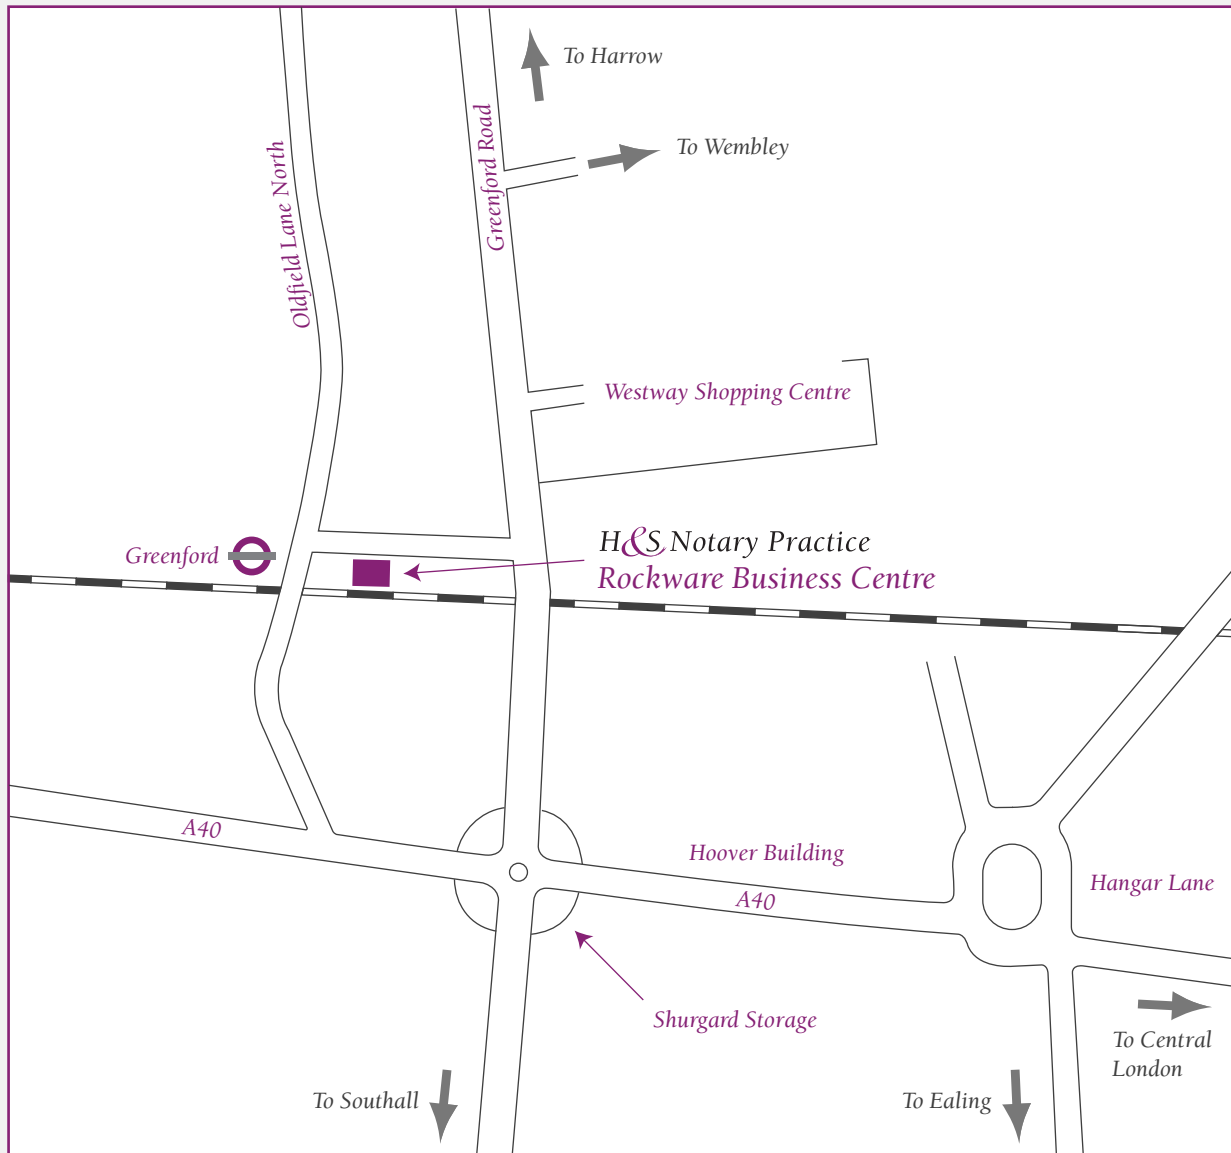 To Harrow
To Wembley
Greenford Road
Oldfield Lane North
Westway Shopping Centre
H&S Notary Practice
Rockware Business Centre
Greenford
A40
Hoover Building
A40
Hangar Lane
Shurgard Storage
To Central
London
To Southall
To Ealing